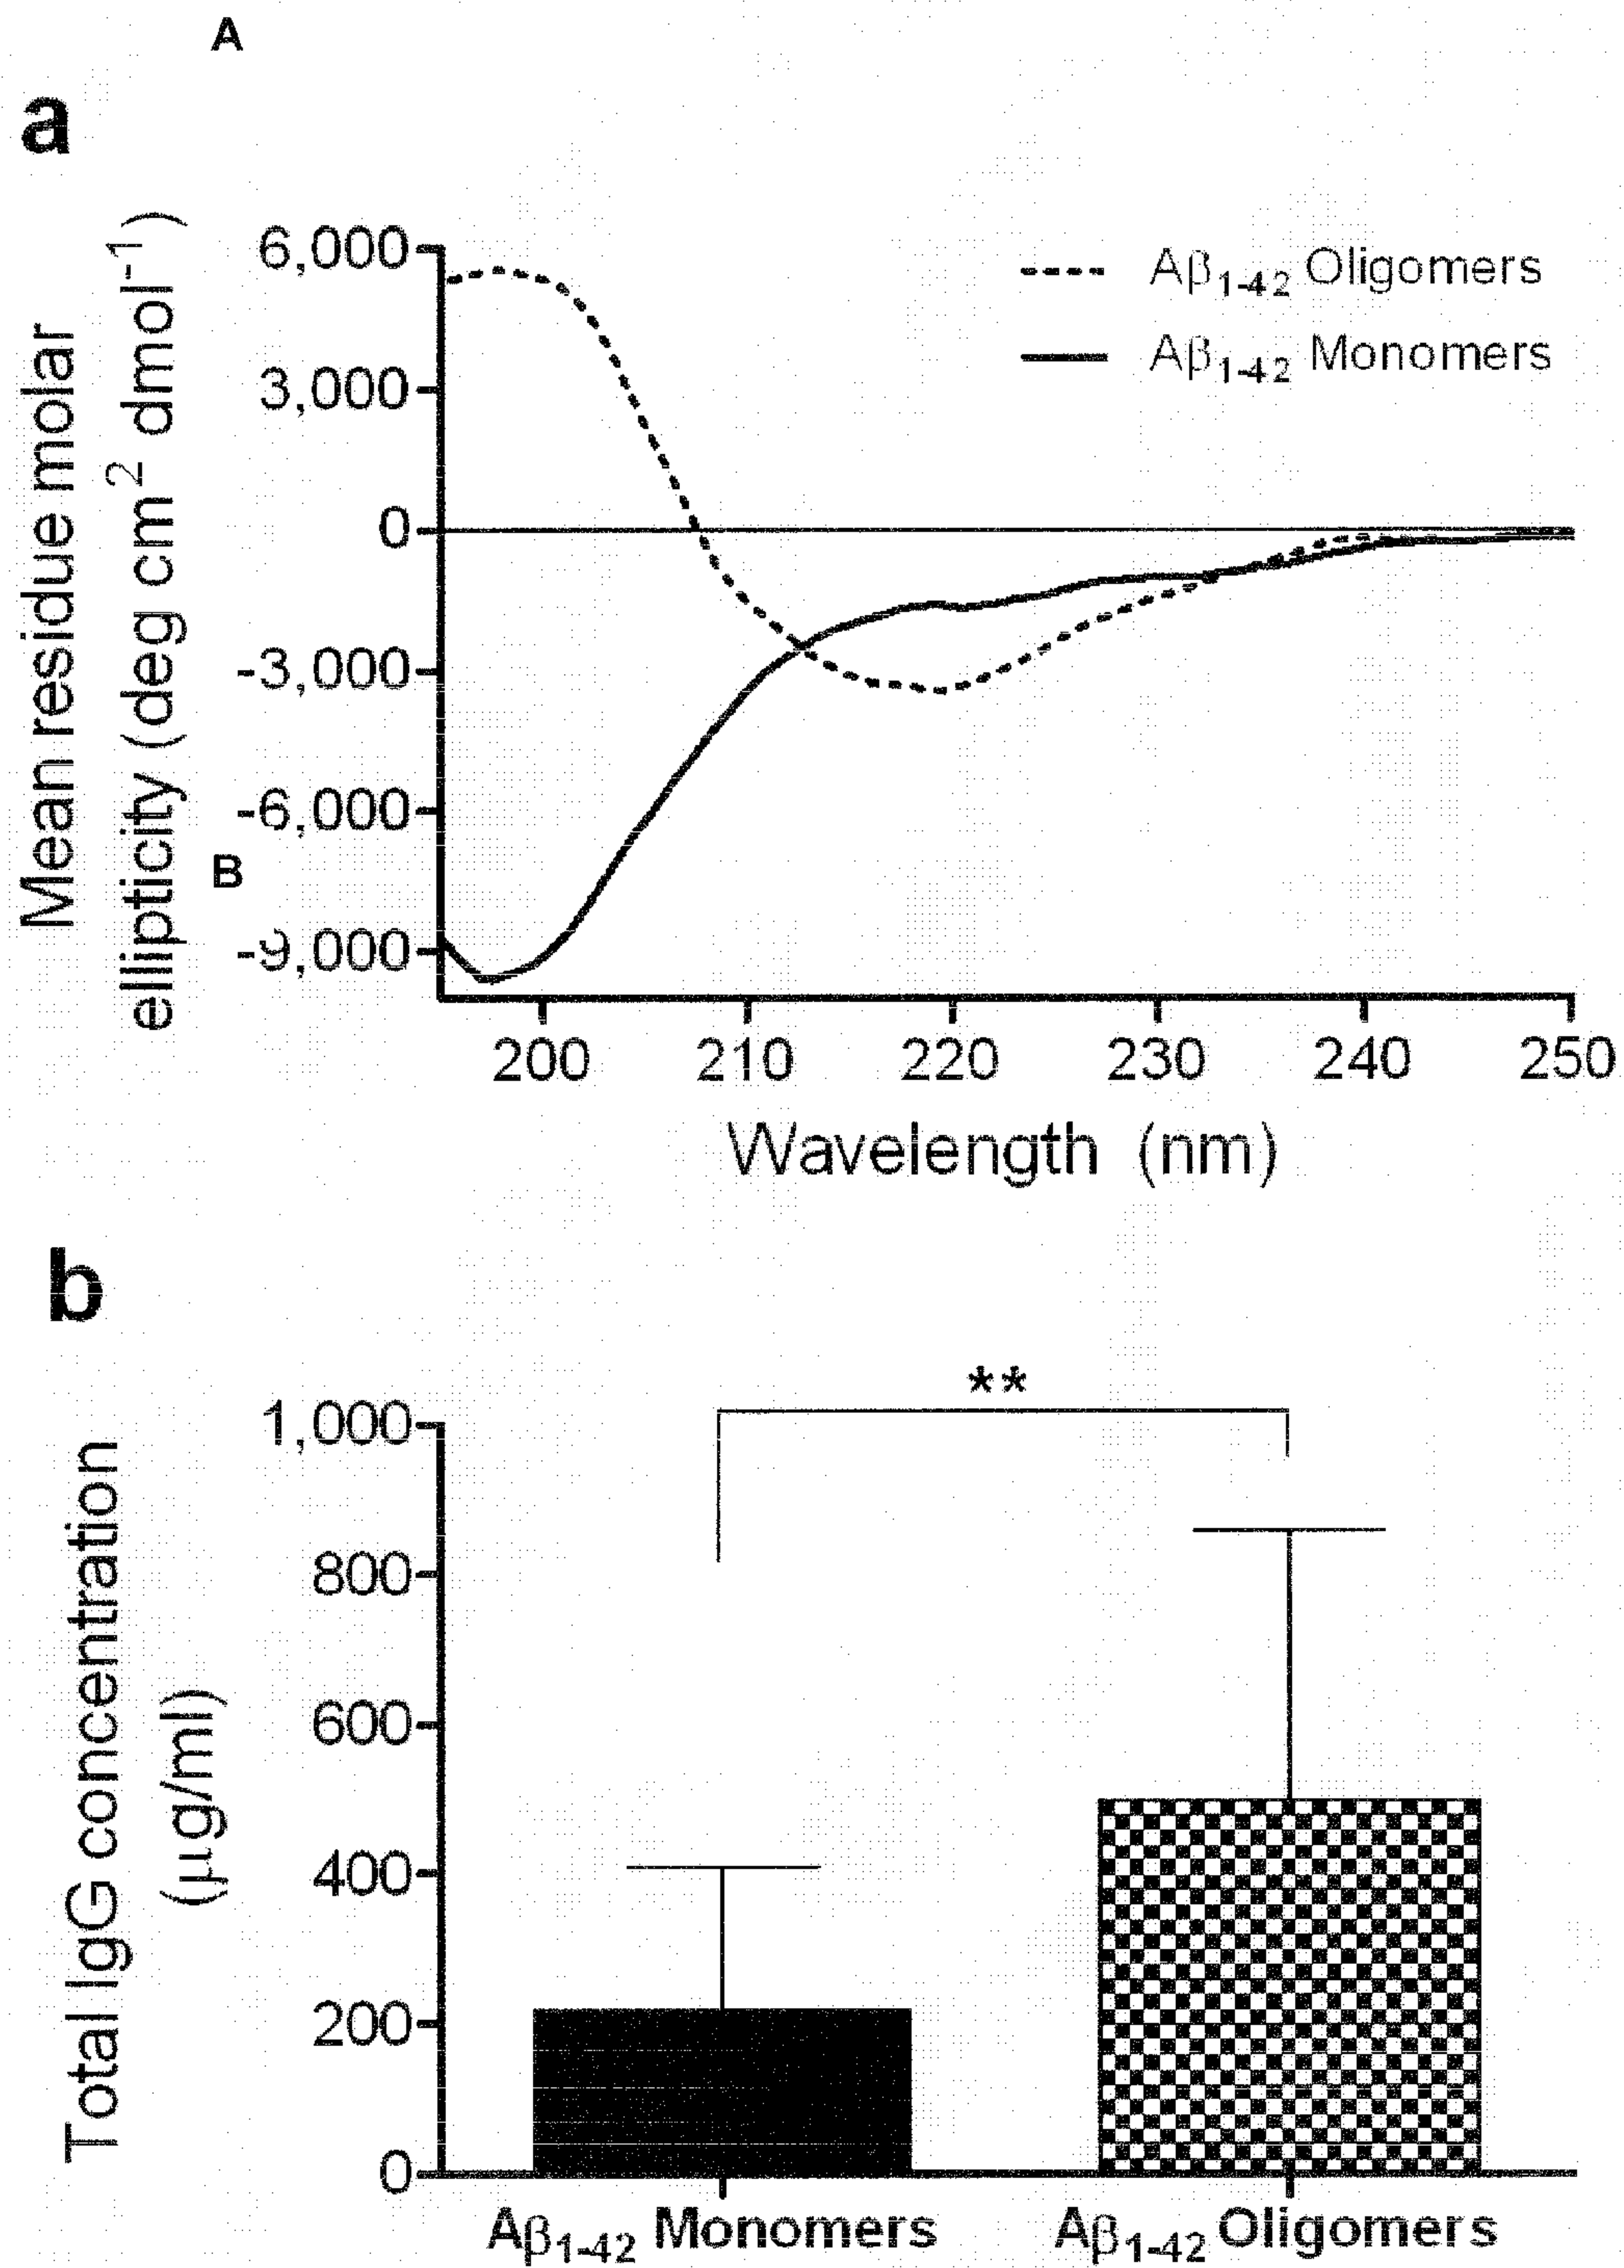 A
a
Mean residue molar
ellipticity (deg cm² dmol⁻¹)
6,000
3,000
0
-3,000
-6,000
B
-9,000
Aβ₁₋₄₂ Oligomers
Aβ₁₋₄₂ Monomers
200 210 220 230 240 250
Wavelength (nm)
b
Total IgG concentration
(μg/ml)
**
1,000
800
600
400
200
0
Aβ₁₋₄₂ Monomers Aβ₁₋₄₂ Oligomers